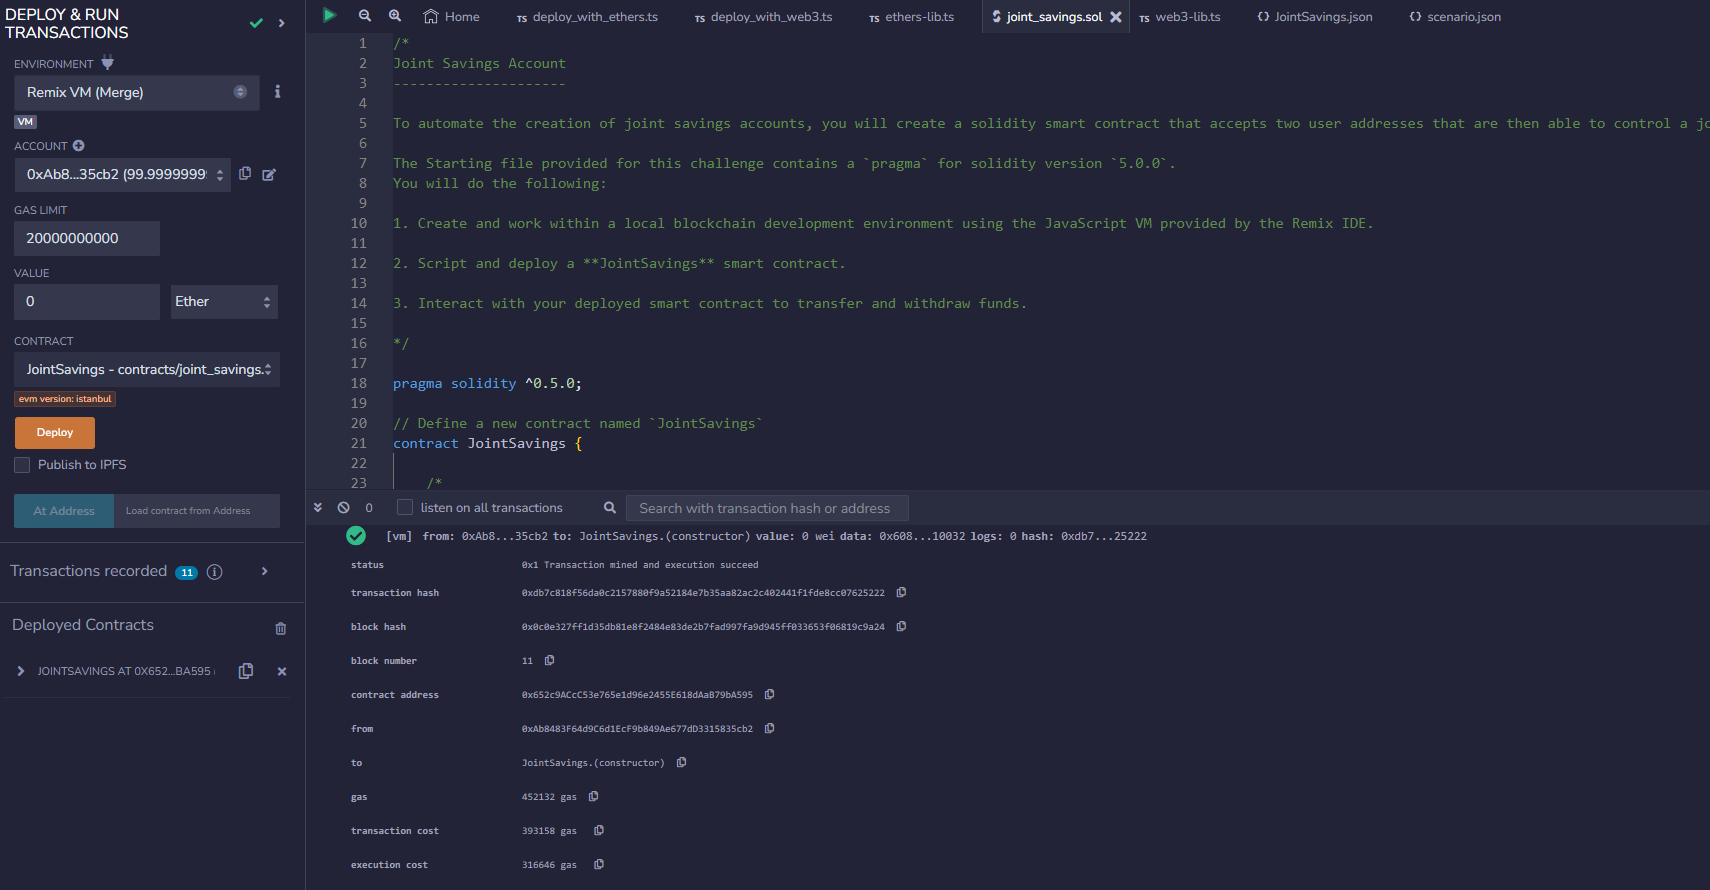 DEPLOY & RUN
TRANSACTIONS
ENVIRONMENT
Remix VM (Merge)
VM
ACCOUNT
0xAb8...35cb2 (99.9999999
GAS LIMIT
20000000000
VALUE
0
Ether
CONTRACT
JointSavings - contracts/joint_savings.
evm version: istanbul
Deploy
Publish to IPFS
At Address
Load contract from Address
Transactions recorded 11
Deployed Contracts
JOINTSAVINGS AT 0X652...BA595 (
Home
TS deploy_with_ethers.ts
TS deploy_with_web3.ts
TS ethers-lib.ts
joint_savings.sol
TS web3-lib.ts
{} JointSavings.json
{} scenario.json
1 /*
2 Joint Savings Account
3 ---------------------
4
5 To automate the creation of joint savings accounts, you will create a solidity smart contract that accepts two user addresses that are then able to control a jo
6
7 The Starting file provided for this challenge contains a `pragma` for solidity version `5.0.0`.
8 You will do the following:
9
10 1. Create and work within a local blockchain development environment using the JavaScript VM provided by the Remix IDE.
11
12 2. Script and deploy a **JointSavings** smart contract.
13
14 3. Interact with your deployed smart contract to transfer and withdraw funds.
15
16 */
17
18 pragma solidity ^0.5.0;
19
20 // Define a new contract named `JointSavings`
21 contract JointSavings {
22
23 /*
0
listen on all transactions
Search with transaction hash or address
[vm] from: 0xAb8...35cb2 to: JointSavings.(constructor) value: 0 wei data: 0x608...10032 logs: 0 hash: 0xdb7...25222
status 0x1 Transaction mined and execution succeed
transaction hash 0xdb7c818f56da0c2157880f9a52184e7b35aa82ac2c402441f1fde8cc07625222
block hash 0x0c0e327ff1d35db81e8f2484e83de2b7fad997fa9d945ff033653f06819c9a24
block number 11
contract address 0x652c9ACcC53e765e1d96e2455E618dAaB79bA595
from 0xAb8483F64d9C6d1EcF9b849Ae677dD3315835cb2
to JointSavings.(constructor)
gas 452132 gas
transaction cost 393158 gas
execution cost 316646 gas